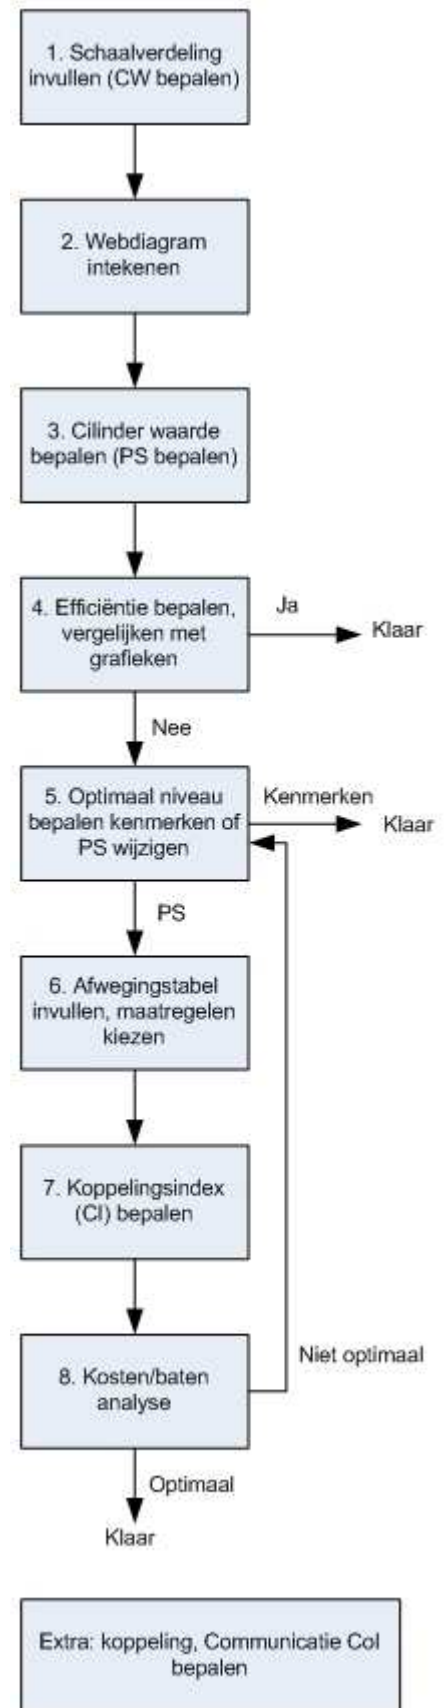 1. Schaalverdeling
invullen (CW bepalen)
2. Webdiagram
intekenen
3. Cilinder waarde
bepalen (PS bepalen)
4. Efficiëntie bepalen,
vergelijken met
grafieken
Ja
Klaar
Nee
5. Optimaal niveau
bepalen kenmerken of
PS wijzigen
Kenmerken
Klaar
PS
6. Afwegingstabel
invullen, maatregelen
kiezen
7. Koppelingsindex
(CI) bepalen
8. Kosten/baten
analyse
Niet optimaal
Optimaal
Klaar
Extra: koppeling, Communicatie CoI
bepalen